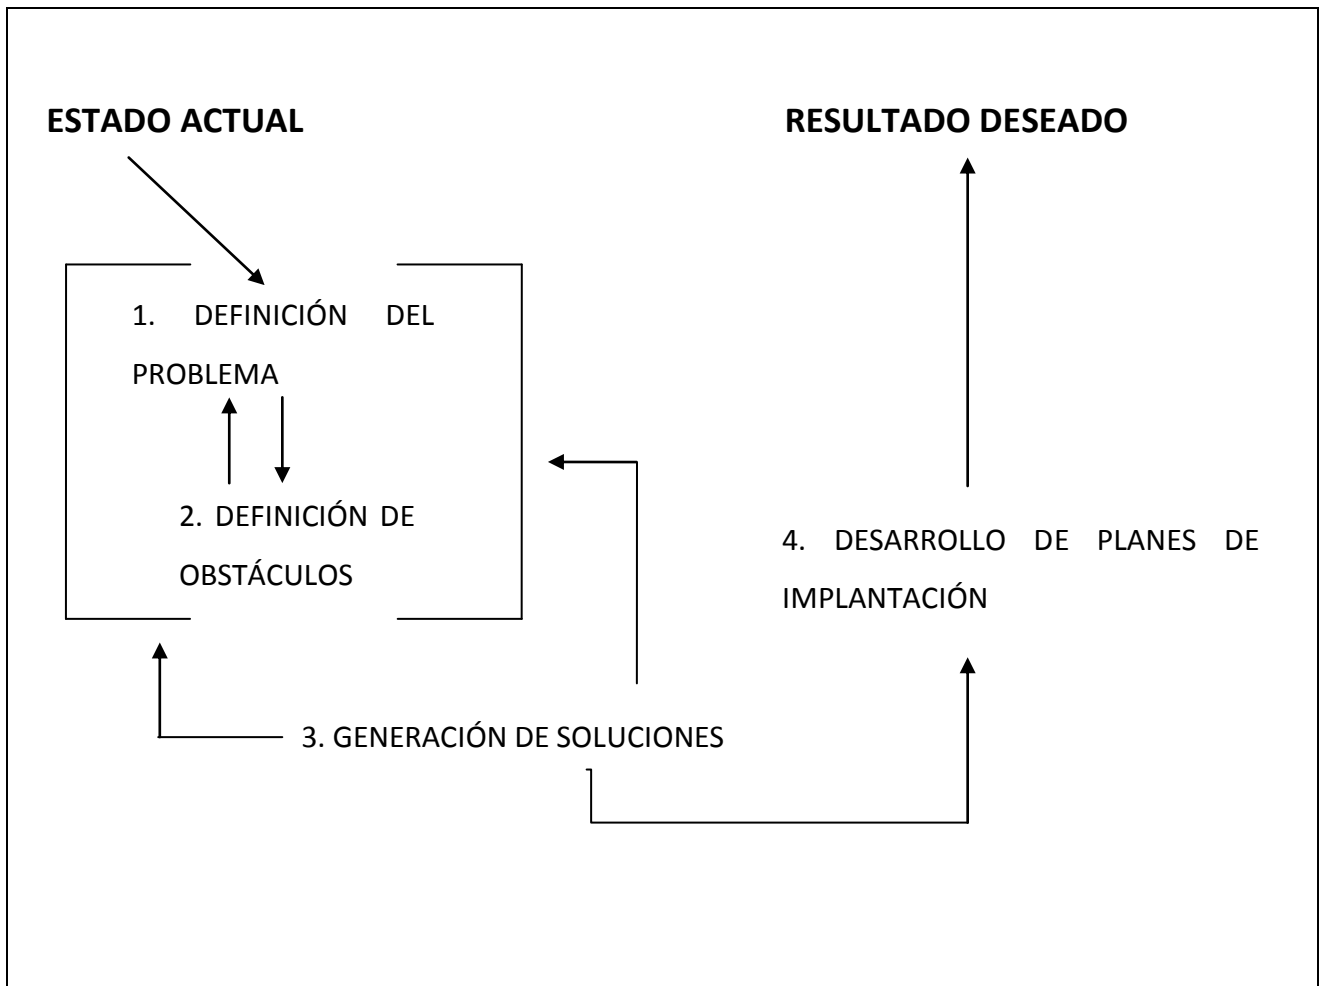 ESTADO ACTUAL
RESULTADO DESEADO
1. DEFINICIÓN DEL
PROBLEMA
2. DEFINICIÓN DE
OBSTÁCULOS
3. GENERACIÓN DE SOLUCIONES
4. DESARROLLO DE PLANES DE
IMPLANTACIÓN